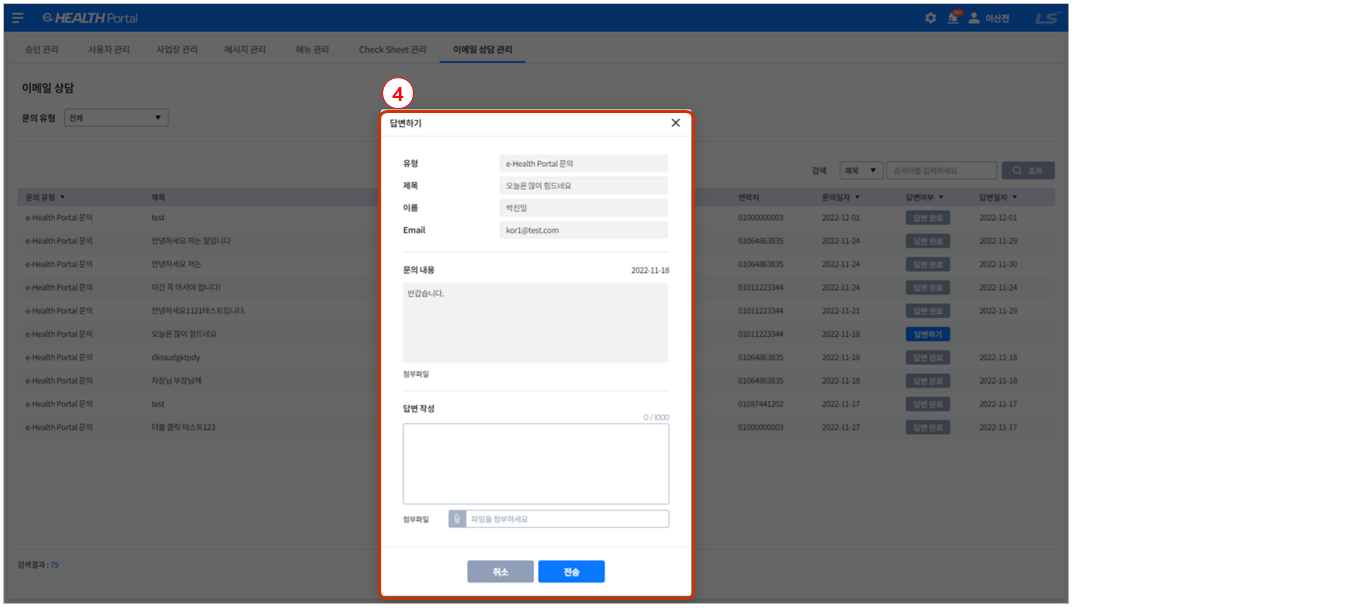 e-HEALTH Portal
이산전
LS
승인 관리 사용자 관리 사업장 관리 메시지 관리 메뉴 관리 Check Sheet 관리 이메일 상담 관리
이메일 상담
문의 유형 전체 ▼
검색 제목 ▼ 검색어를 입력하세요 조회
문의 유형 ▼ 제목 연락처 문의일자 ▼ 답변여부 ▼ 답변일자 ▼
e-Health Portal 문의 test 01000000003 2022-12-01 답변 완료 2022-12-01
e-Health Portal 문의 안녕하세요 저는 말입니다 01064863835 2022-11-24 답변 완료 2022-11-29
e-Health Portal 문의 안녕하세요 저는 01064863835 2022-11-24 답변 완료 2022-11-30
e-Health Portal 문의 이건 꼭 아셔야 합니다! 01011223344 2022-11-24 답변 완료 2022-11-24
e-Health Portal 문의 안녕하세요1121테스트입니다. 01011223344 2022-11-21 답변 완료 2022-11-29
e-Health Portal 문의 오늘은 많이 힘드네요 01011223344 2022-11-18 답변하기
e-Health Portal 문의 dkssudgktpdy 01064863835 2022-11-18 답변 완료 2022-11-18
e-Health Portal 문의 차장님 부장님께 01064863835 2022-11-18 답변 완료 2022-11-18
e-Health Portal 문의 test 01087441202 2022-11-17 답변 완료 2022-11-17
e-Health Portal 문의 더블 클릭 테스트123 01000000003 2022-11-17 답변 완료 2022-11-17
검색결과 : 75
4
답변하기
유형 e-Health Portal 문의
제목 오늘은 많이 힘드네요
이름 박진일
Email kor1@test.com
문의 내용 2022-11-18
반갑습니다.
첨부파일
답변 작성
0 / 1000
첨부파일 파일을 첨부하세요
취소 전송